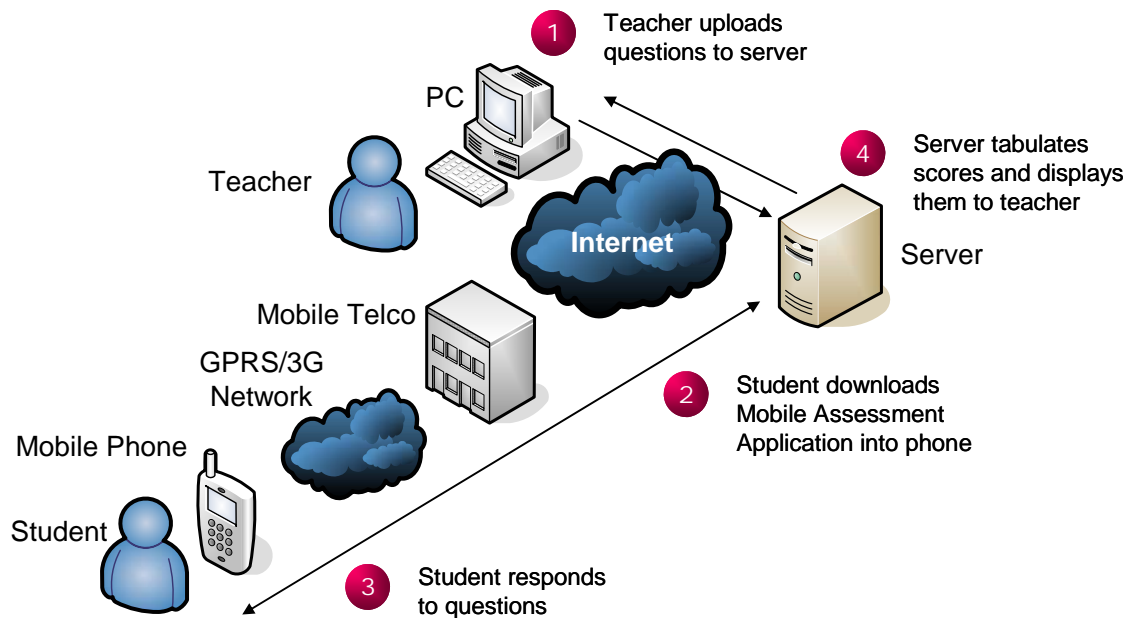 1
Teacher uploads
questions to server
PC
4
Server tabulates
scores and displays
them to teacher
Teacher
Internet
Server
Mobile Telco
GPRS/3G
Network
2
Student downloads
Mobile Assessment
Application into phone
Mobile Phone
Student
3
Student responds
to questions